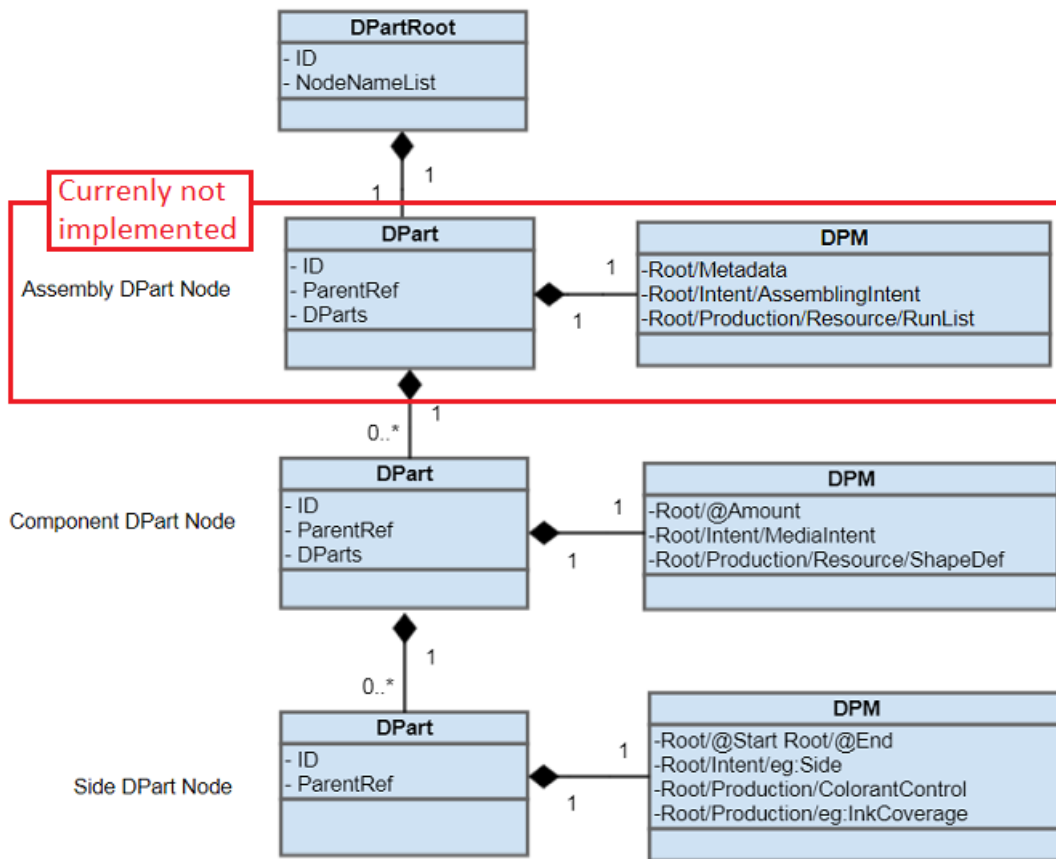 DPartRoot
- ID
- NodeNameList
1
1
Currenly not
implemented
Assembly DPart Node
DPart
- ID
- ParentRef
- DParts
1
1
DPM
-Root/Metadata
-Root/Intent/AssemblingIntent
-Root/Production/Resource/RunList
1
0..*
Component DPart Node
DPart
- ID
- ParentRef
- DParts
1
1
DPM
-Root/@Amount
-Root/Intent/MediaIntent
-Root/Production/Resource/ShapeDef
1
0..*
Side DPart Node
DPart
- ID
- ParentRef
1
1
DPM
-Root/@Start Root/@End
-Root/Intent/eg:Side
-Root/Production/ColorantControl
-Root/Production/eg:InkCoverage